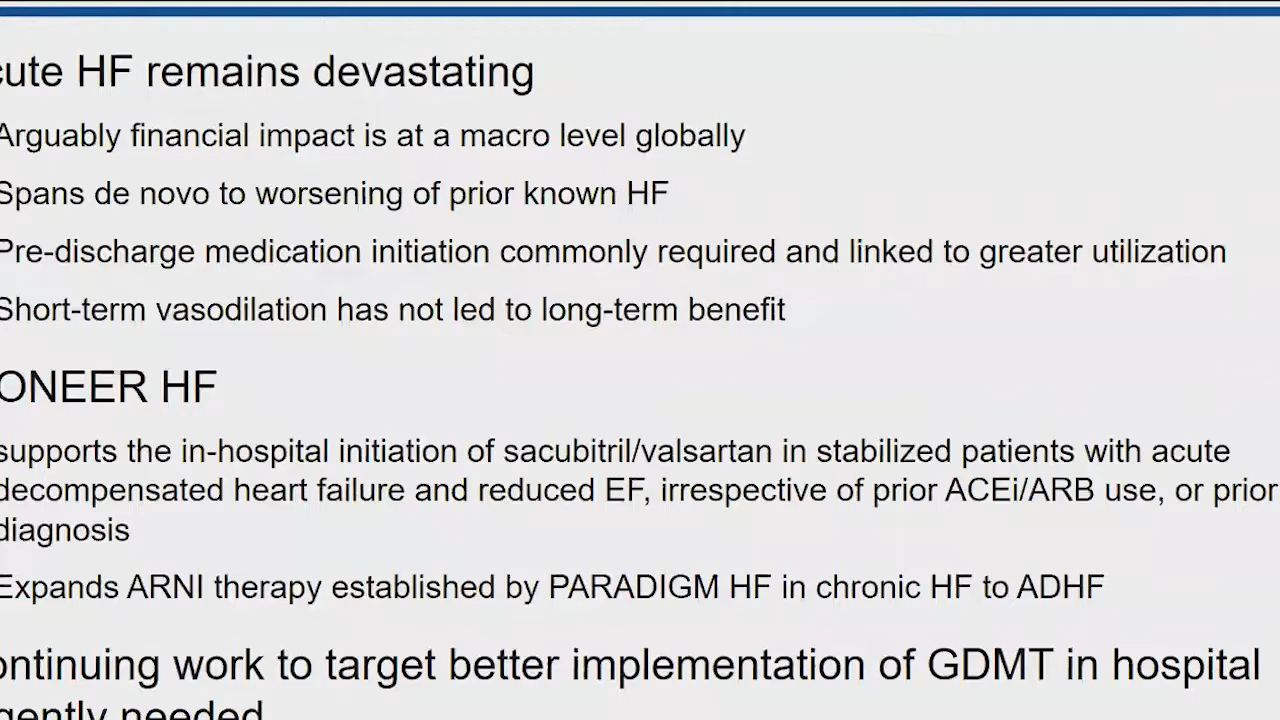 cute HF remains devastating
Arguably financial impact is at a macro level globally
Spans de novo to worsening of prior known HF
Pre-discharge medication initiation commonly required and linked to greater utilization
Short-term vasodilation has not led to long-term benefit
ONEER HF
supports the in-hospital initiation of sacubitril/valsartan in stabilized patients with acute
decompensated heart failure and reduced EF, irrespective of prior ACEi/ARB use, or prior
diagnosis
Expands ARNI therapy established by PARADIGM HF in chronic HF to ADHF
ontinuing work to target better implementation of GDMT in hospital
gently needed